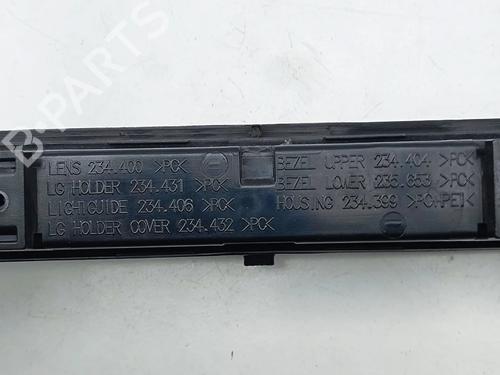 LENS 234.400 >PC<
LG HOLDER 234.431 >PC<
LIGHTGUIDE 234.406 >PC<
LG HOLDER COVER 234.432 >PC<
BEZEL UPPER 234.404 >PC<
BEZEL LOWER 235.653 >PC<
HOUSING 234.399 >PC+PET<
B-PARTS